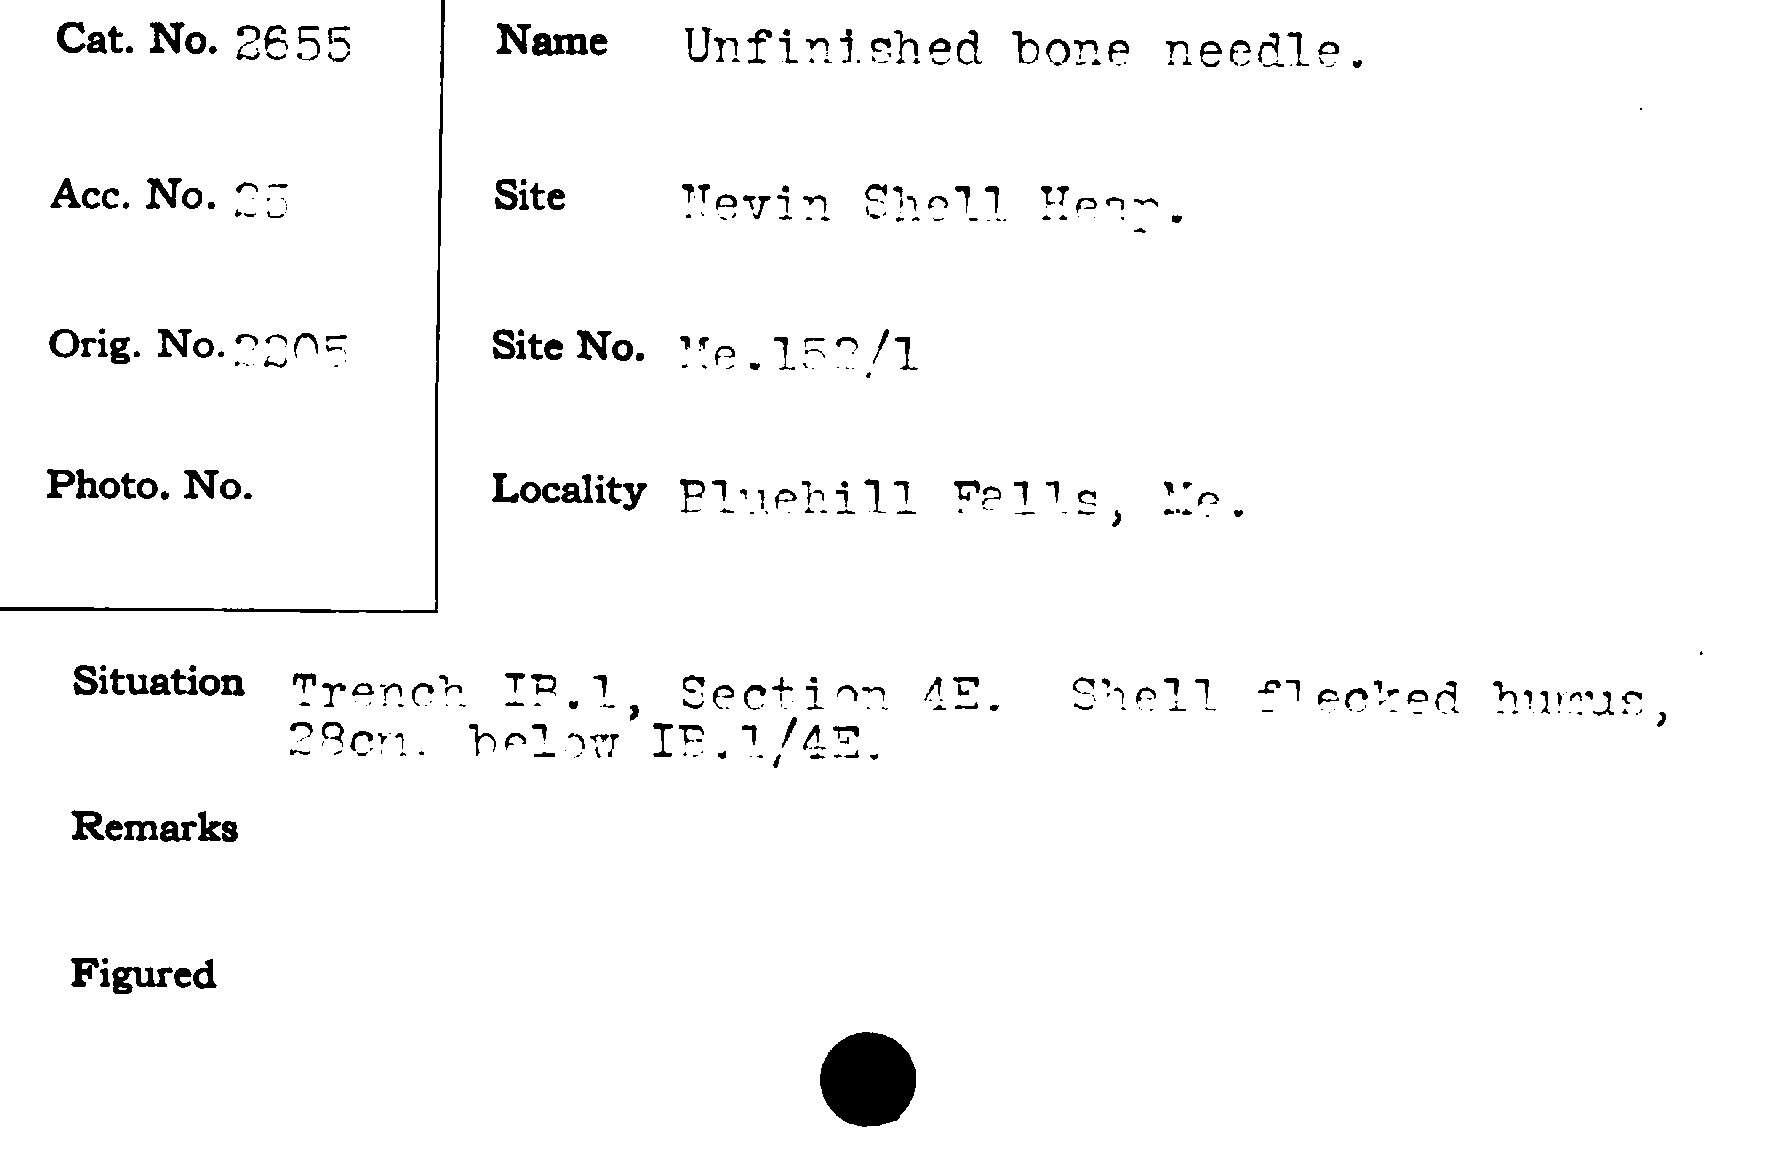 Cat. No. 2655
Name Unfinished bone needle.
Acc. No. 25
Site Nevin Shell Heap.
Orig. No. 2205
Site No. Me.152/1
Photo. No.
Locality Bluehill Falls, Me.
Situation Trench IB.1, Section 4E. Shell flecked humus,
28cm. below IB.1/4E.
Remarks
Figured